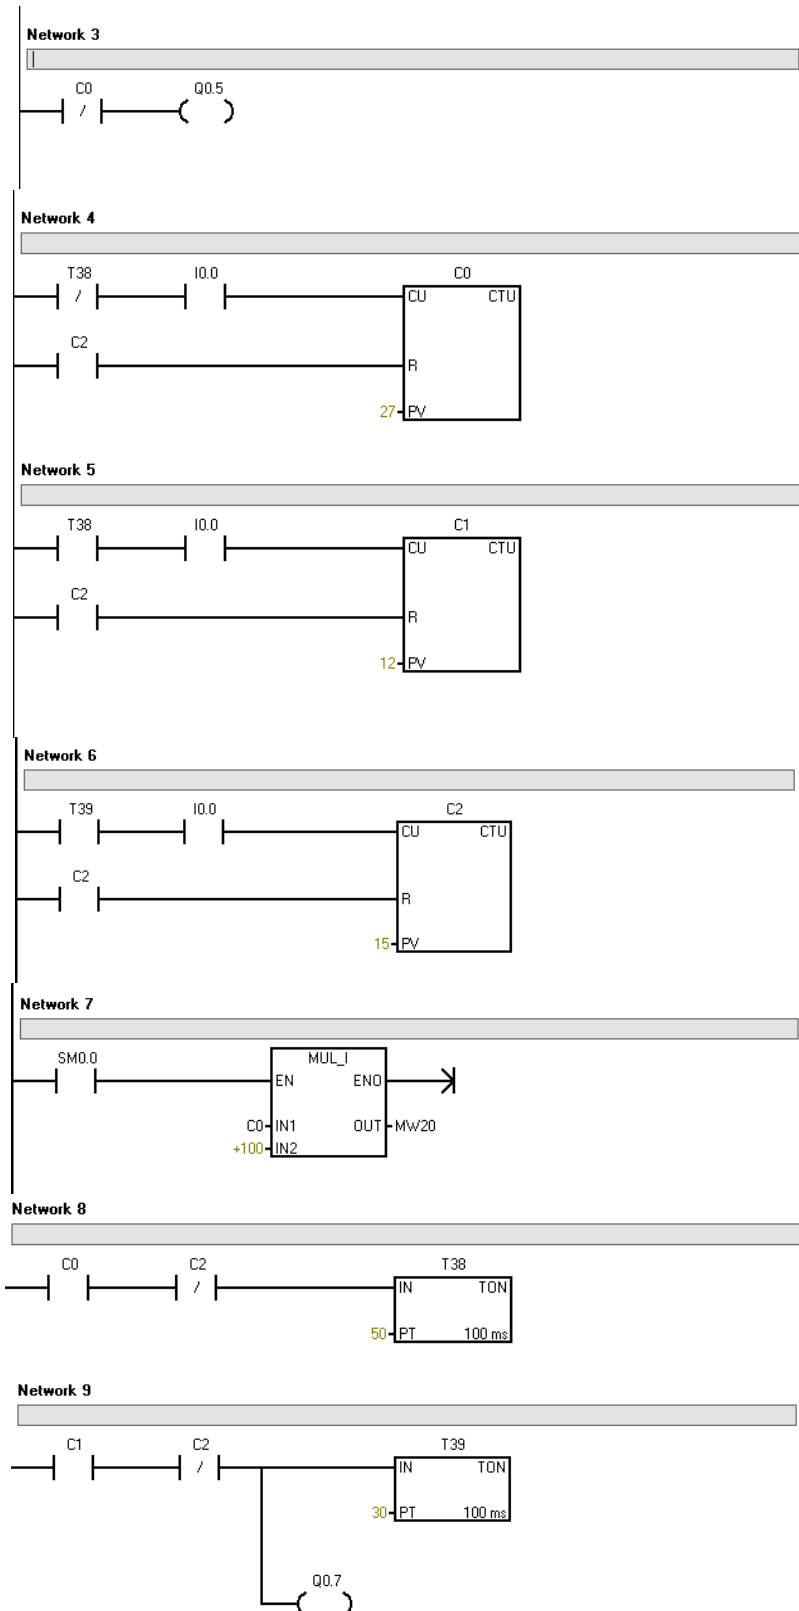 Network 3
C0 Q0.5
/
Network 4
T38 I0.0 C0
/ CU CTU
C2
R
27 PV
Network 5
T38 I0.0 C1
CU CTU
C2
R
12 PV
Network 6
T39 I0.0 C2
CU CTU
C2
R
15 PV
Network 7
SM0.0 MUL_I
EN ENO
C0 IN1 OUT MW20
+100 IN2
Network 8
C0 C2 T38
/ IN TON
50 PT 100 ms
Network 9
C1 C2 T39
/ IN TON
30 PT 100 ms
Q0.7